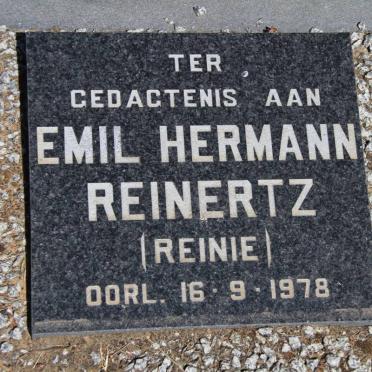 TER
GEDACTENIS AAN
EMIL HERMANN
REINERTZ
(REINIE)
OORL. 16-9-1978